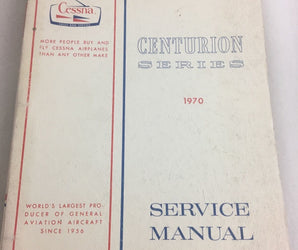 Cessna
MORE PEOPLE BUY AND
FLY CESSNA AIRPLANES
THAN ANY OTHER MAKE
CENTURION
SERIES
1970
WORLD'S LARGEST PRO-
DUCER OF GENERAL
AVIATION AIRCRAFT
SINCE 1956
SERVICE
MANUAL